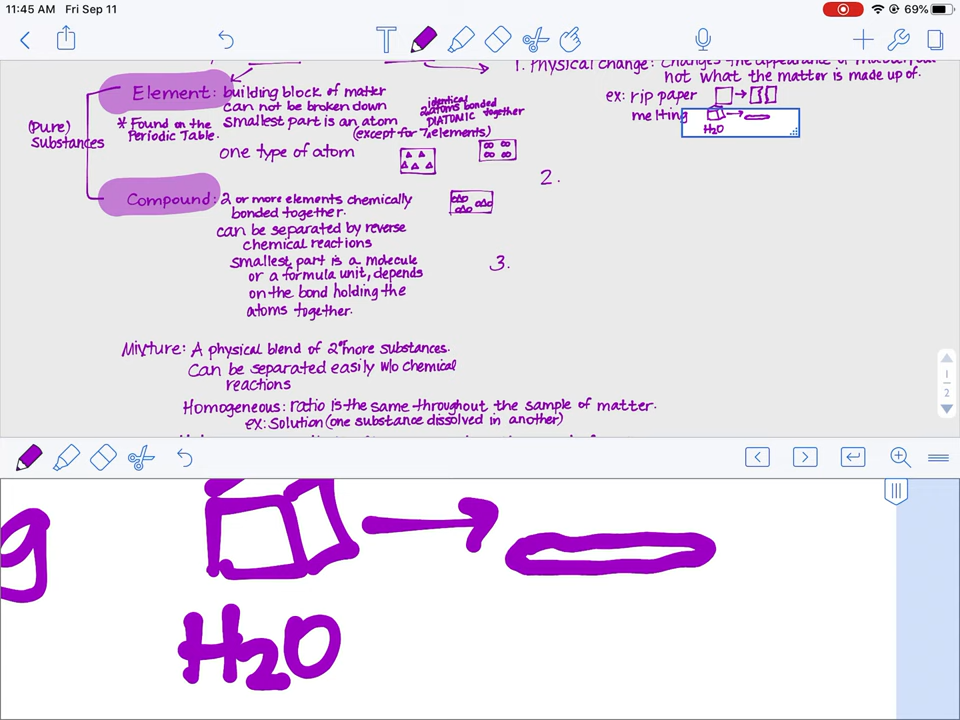 11:45 AM Fri Sep 11
69%
T
1. Physical change: Changes the appearance of
not what the matter is made up of.
ex: rip paper
melting
H2O
Element: building block of matter
can not be broken down
smallest part is an atom
identical
2 atoms bonded
DIATONIC together
(except for 7 elements)
* Found on the
Periodic Table.
(Pure)
Substances
one type of atom
2.
Compound: 2 or more elements chemically
bonded together.
can be separated by reverse
chemical reactions
smallest part is a molecule
or a formula unit, depends
on the bond holding the
atoms together.
3.
Mixture: A physical blend of 2 or more substances.
Can be separated easily w/o chemical
reactions
Homogeneous: ratio is the same throughout the sample of matter.
ex: Solution (one substance dissolved in another)
1
2
g
H2O